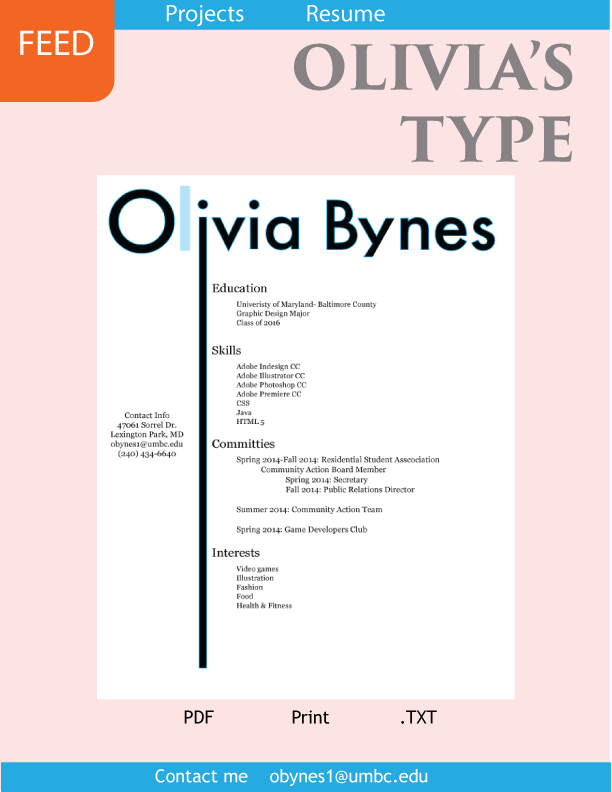 Projects Resume
FEED
OLIVIA'S
TYPE
Olivia Bynes
Education
Univeristy of Maryland- Baltimore County
Graphic Design Major
Class of 2016
Skills
Adobe Indesign CC
Adobe Illustrator CC
Adobe Photoshop CC
Adobe Premiere CC
CSS
Java
HTML 5
Contact Info
47061 Sorrel Dr.
Lexington Park, MD
obynes1@umbc.edu
(240) 434-6640
Committies
Spring 2014-Fall 2014: Residential Student Asscociation
Community Action Board Member
Spring 2014: Secretary
Fall 2014: Public Relations Director
Summer 2014: Community Action Team
Spring 2014: Game Developers Club
Interests
Video games
Illustration
Fashion
Food
Health & Fitness
PDF Print .TXT
Contact me obynes1@umbc.edu